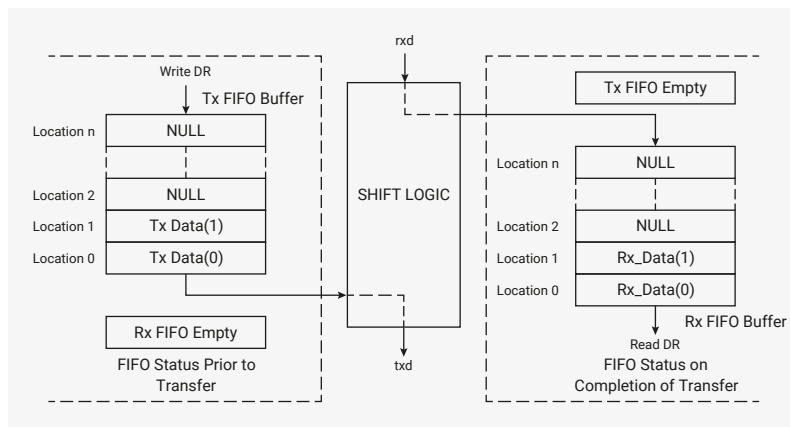 Write DR
Tx FIFO Buffer
Location n
NULL
Location 2
NULL
Location 1
Tx Data(1)
Location 0
Tx Data(0)
Rx FIFO Empty
FIFO Status Prior to
Transfer
rxd
SHIFT LOGIC
txd
Tx FIFO Empty
Location n
NULL
Location 2
NULL
Location 1
Rx_Data(1)
Location 0
Rx_Data(0)
Rx FIFO Buffer
Read DR
FIFO Status on
Completion of Transfer